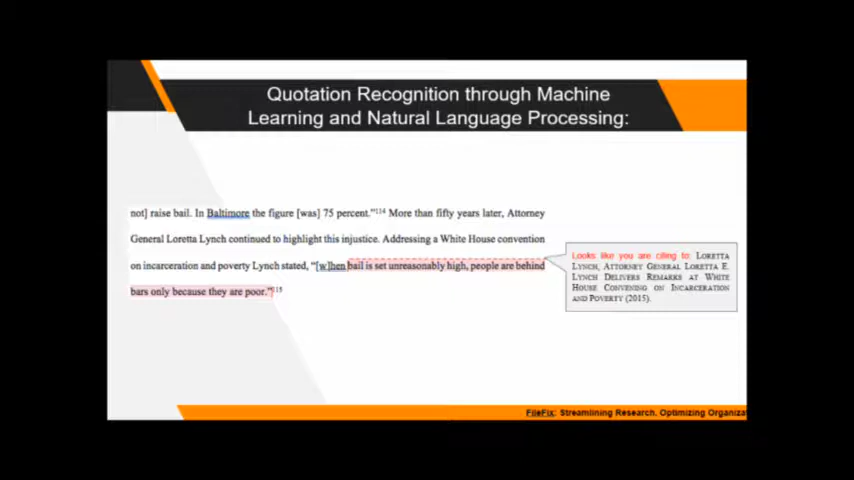 Quotation Recognition through Machine
Learning and Natural Language Processing:
not] raise bail. In Baltimore the figure [was] 75 percent.”¹¹⁴ More than fifty years later, Attorney
General Loretta Lynch continued to highlight this injustice. Addressing a White House convention
on incarceration and poverty Lynch stated, “[w]hen bail is set unreasonably high, people are behind
bars only because they are poor.”¹¹⁵
Looks like you are citing to: LORETTA
LYNCH, ATTORNEY GENERAL LORETTA E.
LYNCH DELIVERS REMARKS AT WHITE
HOUSE CONVENING ON INCARCERATION
AND POVERTY (2015).
FileFix: Streamlining Research. Optimizing Organiza